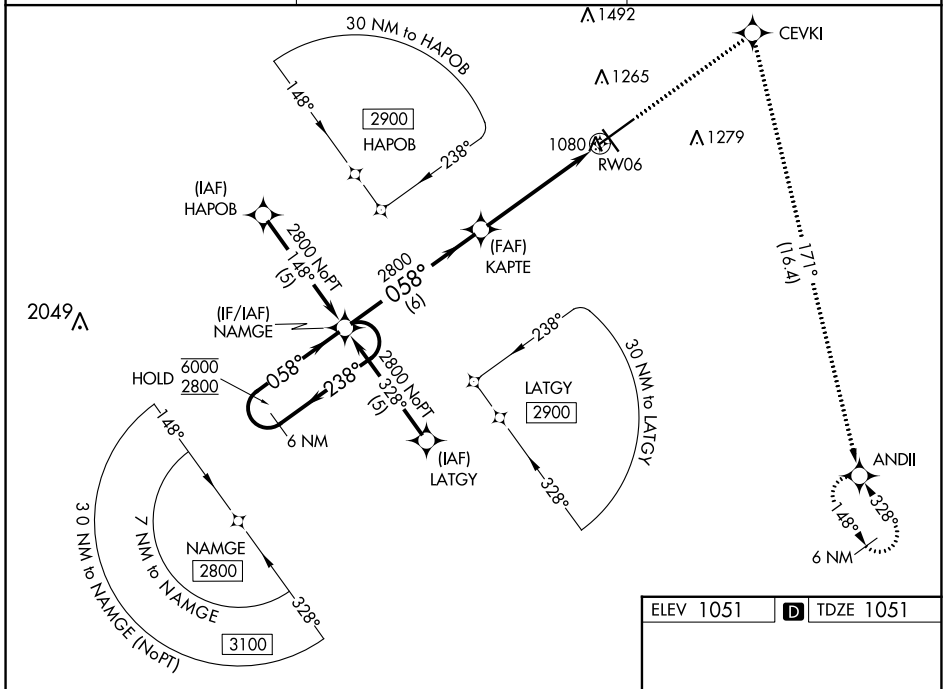 1492
CEVKI
30 NM to HAPOB
1265
148°
2900
HAPOB
238°
1279
1080
RW06
(IAF)
HAPOB
2800 NoPT
148°
(5)
(FAF)
KAPTE
2800
058°
(6)
171°
(16.4)
2049
(IF/IAF)
NAMGE
HOLD
6000
2800
058°
238°
2800 NoPT
328°
(5)
6 NM
(IAF)
LATGY
238°
LATGY
2900
30 NM to LATGY
328°
148°
NAMGE
2800
7 NM to NAMGE
30 NM to NAMGE (NoPT)
3100
328°
ANDII
148°
328°
6 NM
ELEV 1051
D
TDZE 1051